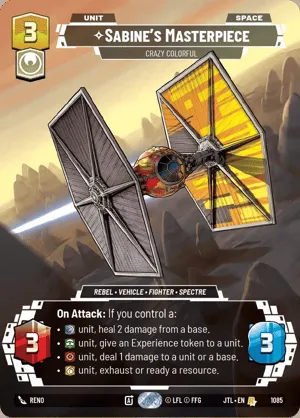 UNIT
SPACE
3
✧SABINE'S MASTERPIECE
CRAZY COLORFUL
REBEL • VEHICLE • FIGHTER • SPECTRE
On Attack: If you control a:
• unit, heal 2 damage from a base.
• unit, give an Experience token to a unit.
• unit, deal 1 damage to a unit or a base.
• unit, exhaust or ready a resource.
3
3
RENO
© LFL © FFG
JTL • EN
1085